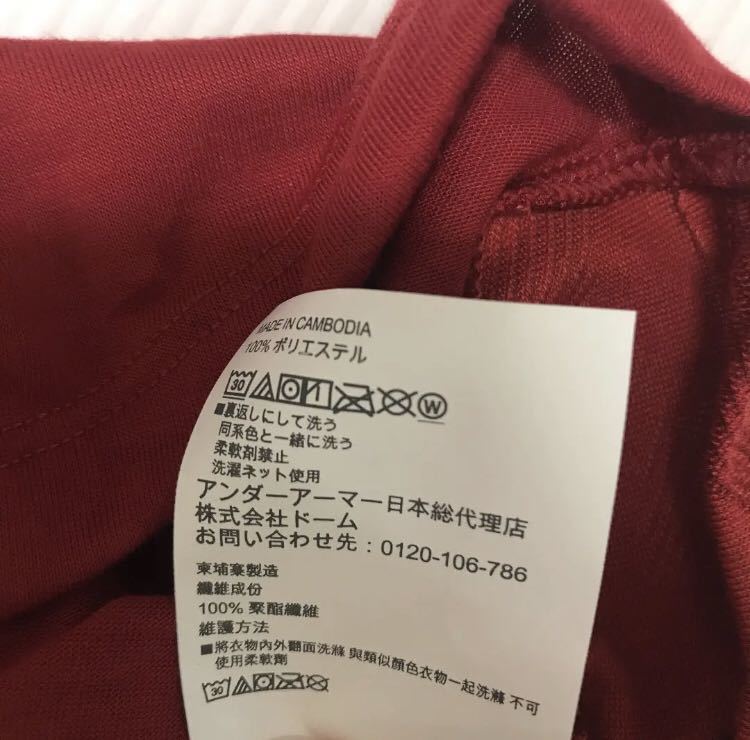 MADE IN CAMBODIA
100% ポリエステル
30 W
■裏返しにして洗う
同系色と一緒に洗う
柔軟剤禁止
洗濯ネット使用
アンダーアーマー日本総代理店
株式会社ドーム
お問い合わせ先：0120-106-786
柬埔寨製造
纖維成份
100% 聚酯纖維
維護方法
■將衣物內外翻面洗滌 與類似顏色衣物一起洗滌 不可
使用柔軟劑
30